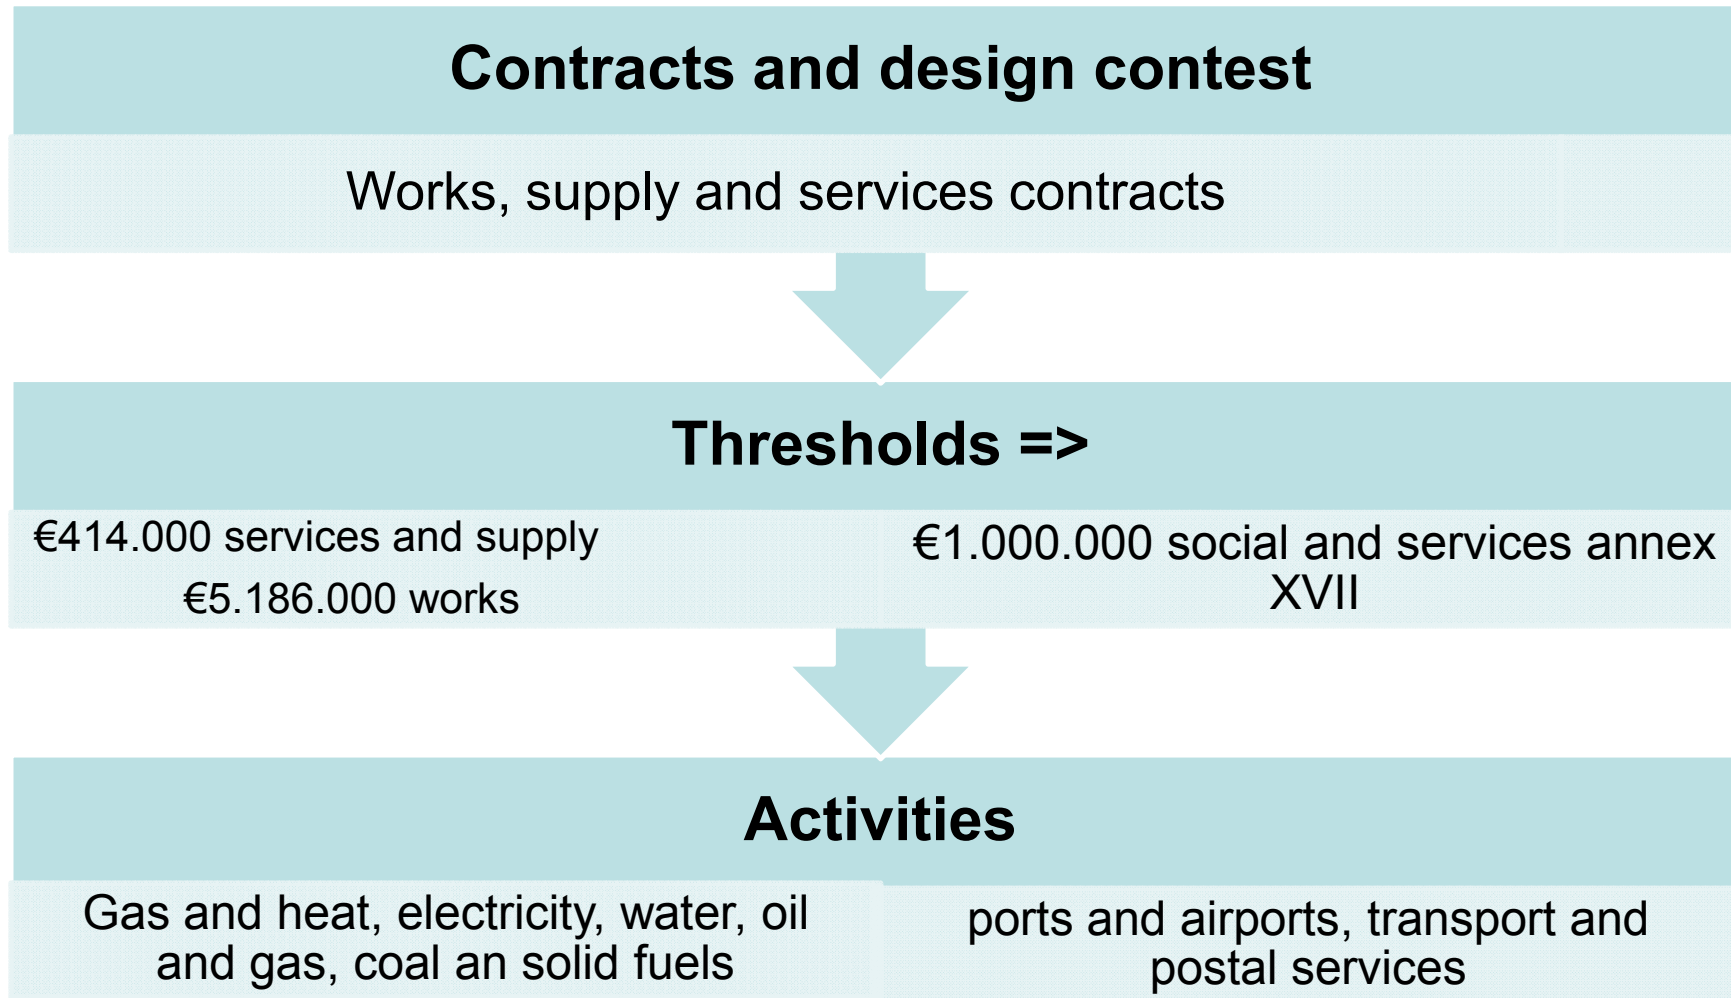 Contracts and design contest
Works, supply and services contracts
Thresholds =>
€414.000 services and supply
€5.186.000 works
€1.000.000 social and services annex
XVII
Activities
Gas and heat, electricity, water, oil
and gas, coal an solid fuels
ports and airports, transport and
postal services